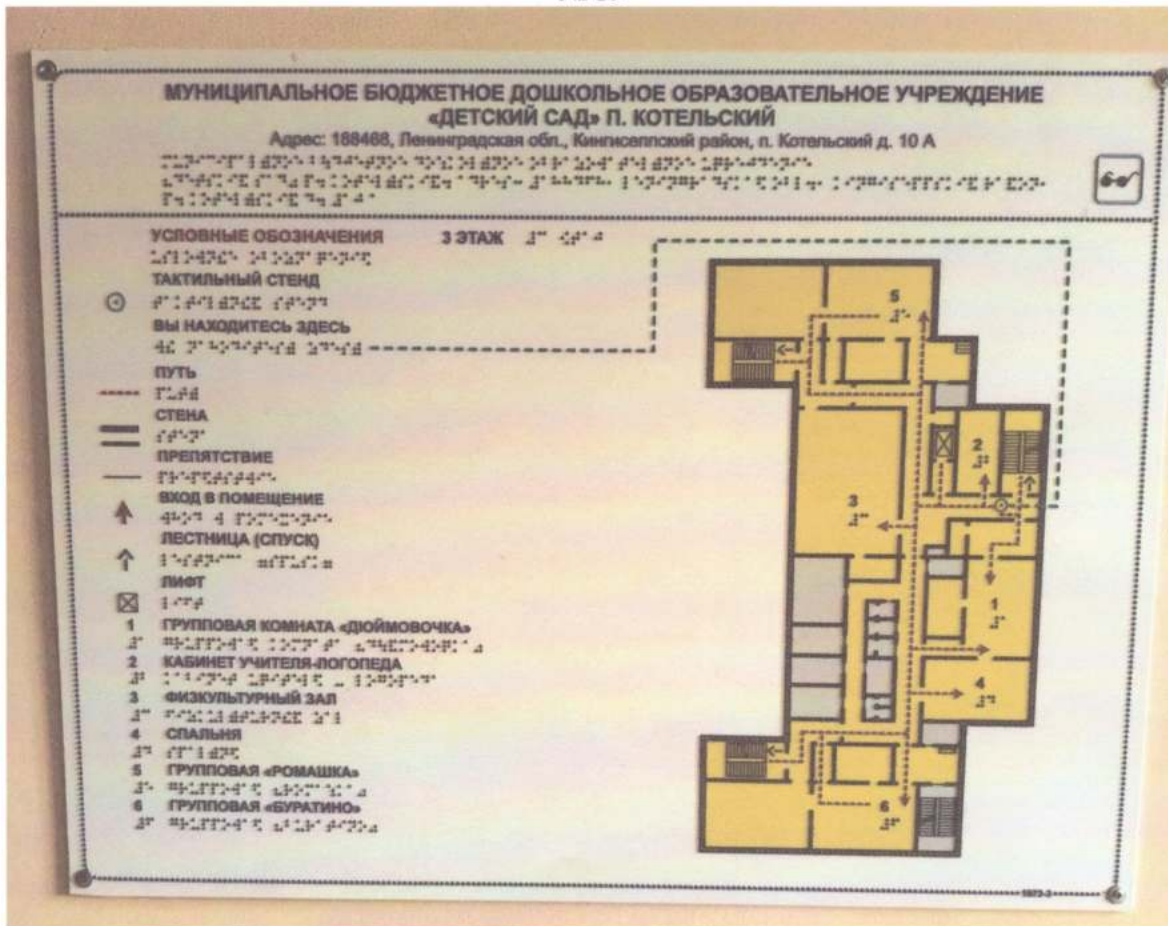 МУНИЦИПАЛЬНОЕ БЮДЖЕТНОЕ ДОШКОЛЬНОЕ ОБРАЗОВАТЕЛЬНОЕ УЧРЕЖДЕНИЕ
«ДЕТСКИЙ САД» П. КОТЕЛЬСКИЙ
Адрес: 188468, Ленинградская обл., Кингисеппский район, п. Котельский д. 10 А
УСЛОВНЫЕ ОБОЗНАЧЕНИЯ 3 ЭТАЖ
ТАКТИЛЬНЫЙ СТЕНД
ВЫ НАХОДИТЕСЬ ЗДЕСЬ
ПУТЬ
СТЕНА
ПРЕПЯТСТВИЕ
ВХОД В ПОМЕЩЕНИЕ
ЛЕСТНИЦА (СПУСК)
ЛИФТ
1 ГРУППОВАЯ КОМНАТА «ДЮЙМОВОЧКА»
2 КАБИНЕТ УЧИТЕЛЯ-ЛОГОПЕДА
3 ФИЗКУЛЬТУРНЫЙ ЗАЛ
4 СПАЛЬНЯ
5 ГРУППОВАЯ «РОМАШКА»
6 ГРУППОВАЯ «БУРАТИНО»
5
2
3
1
4
6